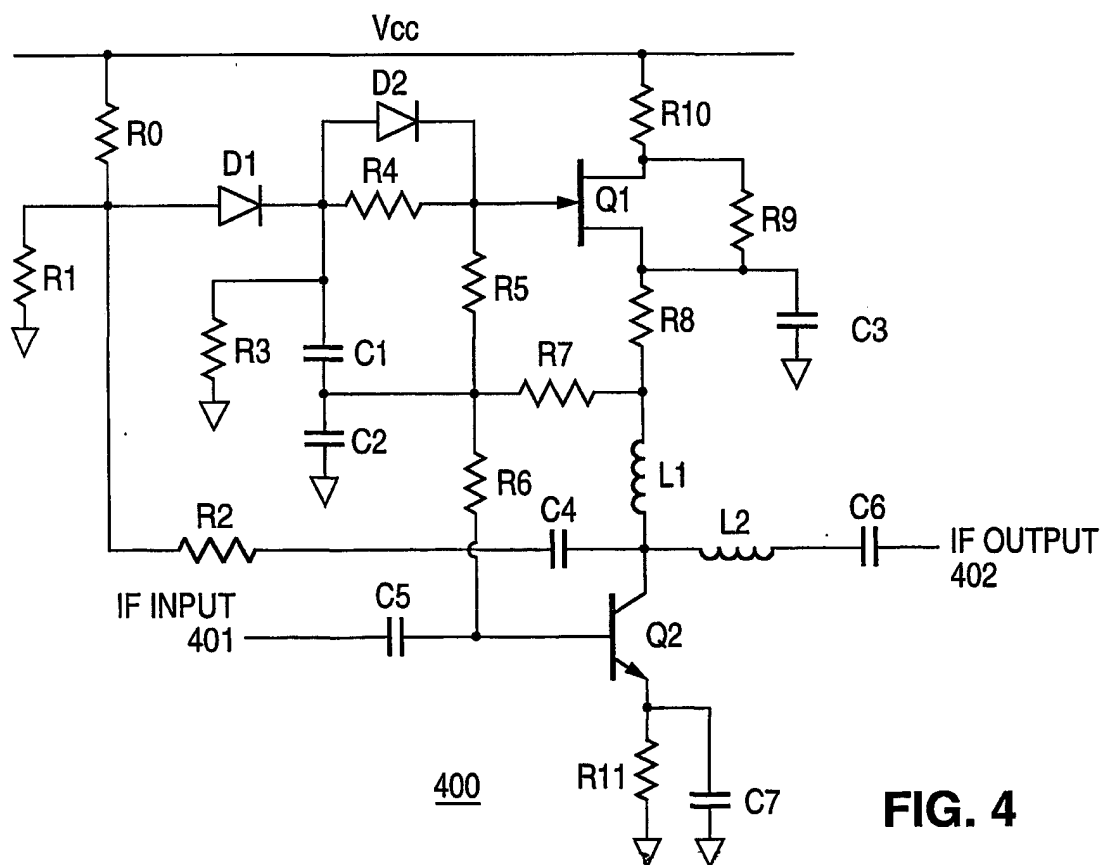 Vcc
D2
R10
R0
D1
R4
Q1
R9
R1
R5
R8
C3
R3
C1
R7
C2
R6
L1
R2
C4
L2
C6
IF OUTPUT
402
IF INPUT
401
C5
Q2
R11
C7
400
FIG. 4